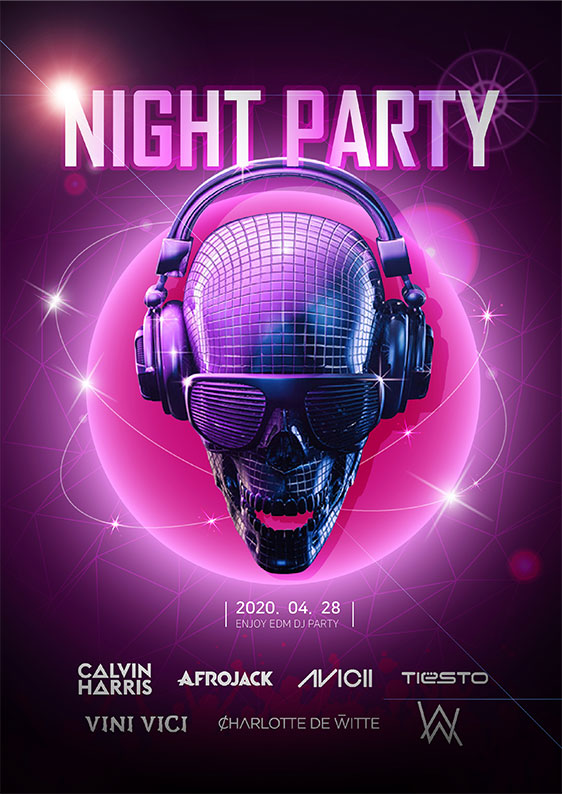 NIGHT PARTY
2020. 04. 28
ENJOY EDM DJ PARTY
CALVIN HARRIS
AFROJACK
AVICII
TIËSTO
VINI VICI
CHARLOTTE DE WITTE
AW